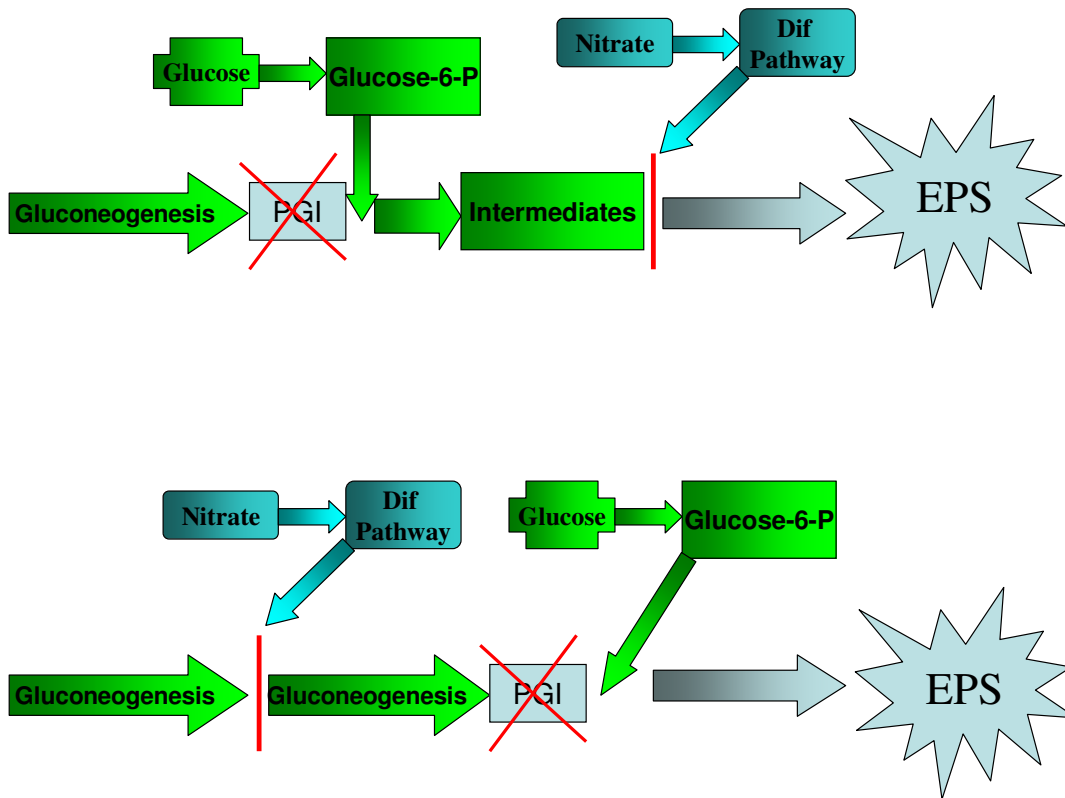 Nitrate
Dif
Pathway
Glucose
Glucose-6-P
Gluconeogenesis
PGI
Intermediates
EPS
Nitrate
Dif
Pathway
Glucose
Glucose-6-P
Gluconeogenesis
Gluconeogenesis
PGI
EPS